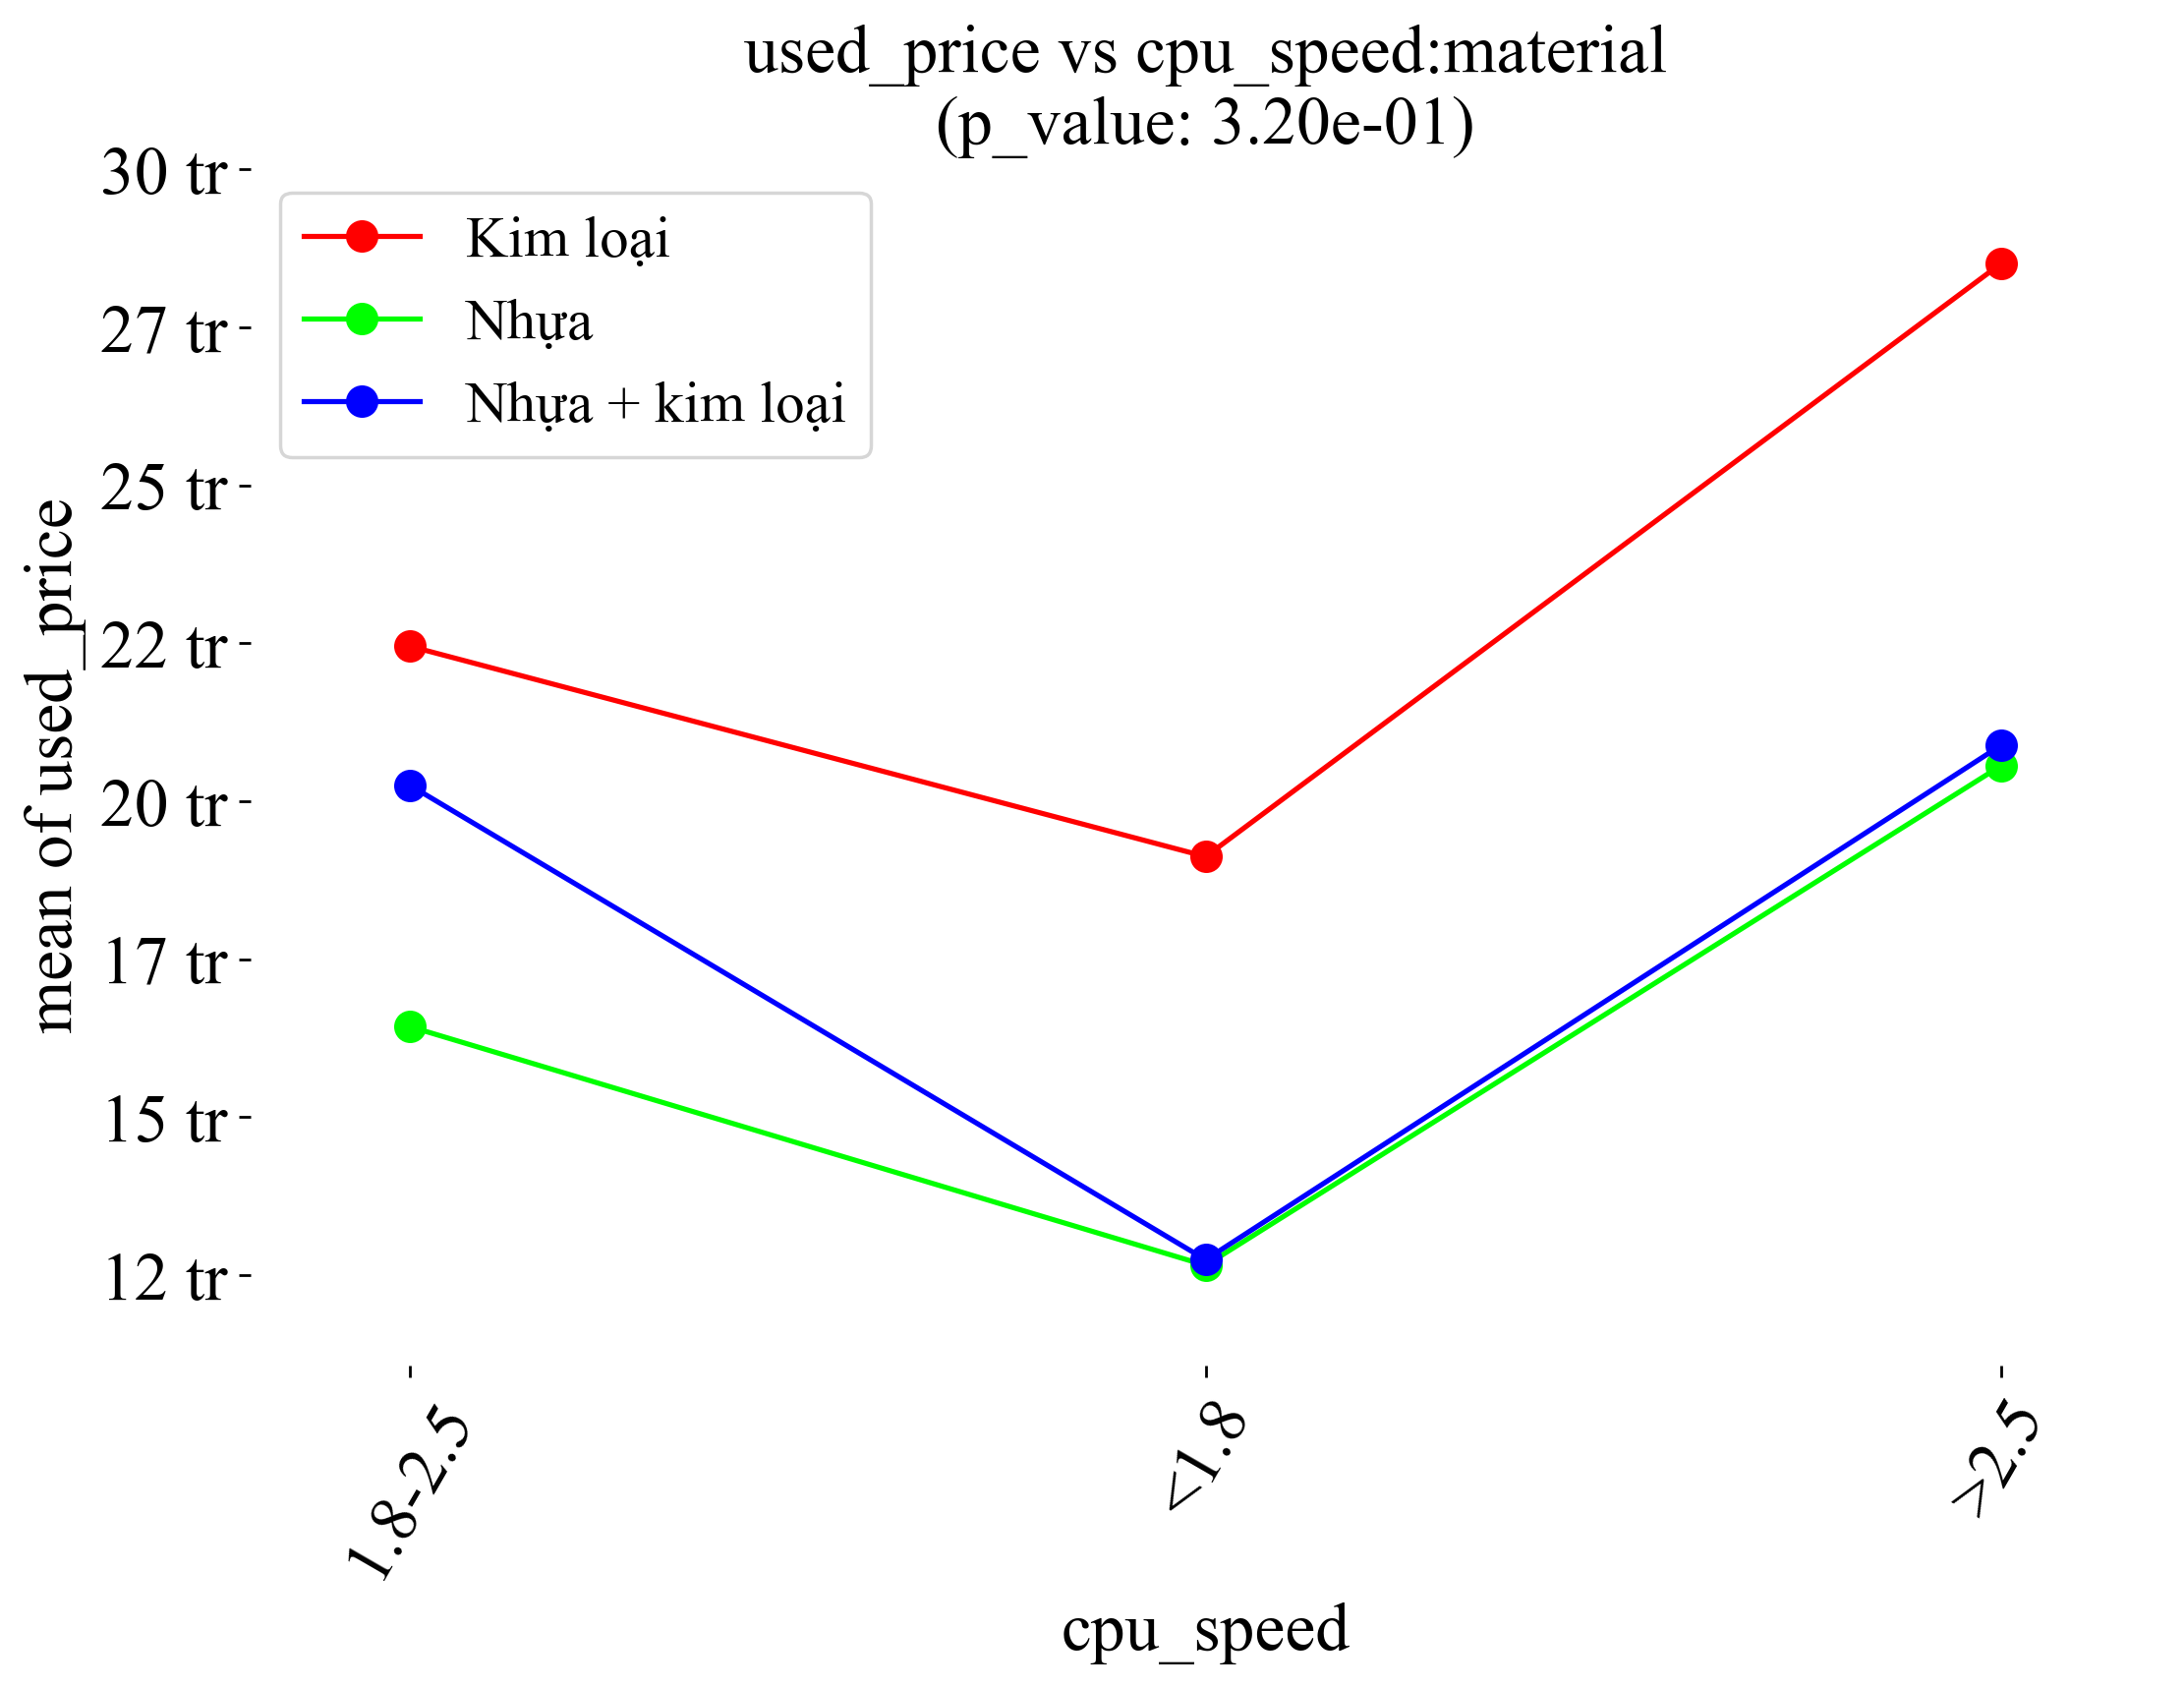 used_price vs cpu_speed:material
(p_value: 3.20e-01)
30 tr
27 tr
25 tr
22 tr
20 tr
17 tr
15 tr
12 tr
mean of used_price
Kim loại
Nhựa
Nhựa + kim loại
1.8-2.5
<1.8
>2.5
cpu_speed